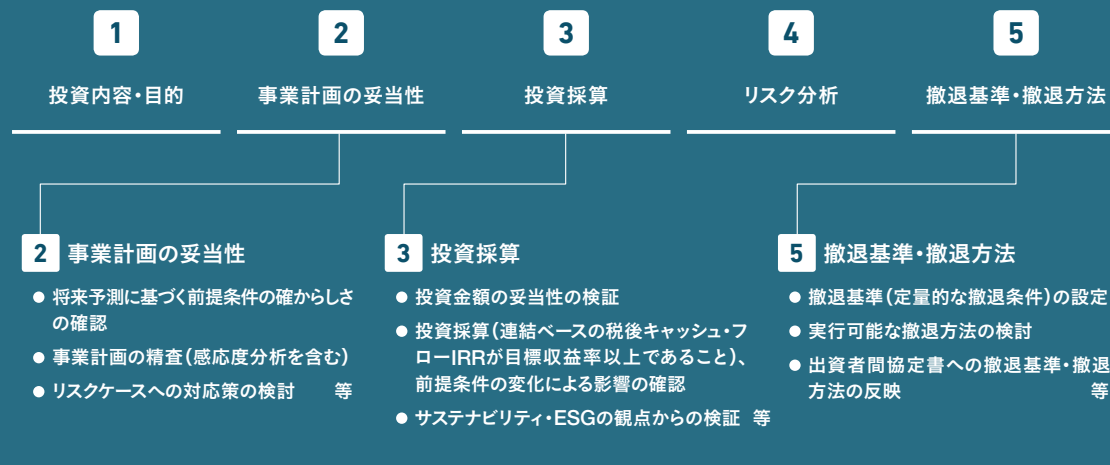 1
2
3
4
5
投資内容・目的
事業計画の妥当性
投資採算
リスク分析
撤退基準・撤退方法
2 事業計画の妥当性
● 将来予測に基づく前提条件の確からしさ
の確認
● 事業計画の精査（感応度分析を含む）
● リスクケースへの対応策の検討 等
3 投資採算
● 投資金額の妥当性の検証
● 投資採算（連結ベースの税後キャッシュ・フ
ローIRRが目標収益率以上であること）、
前提条件の変化による影響の確認
● サステナビリティ・ESGの観点からの検証 等
5 撤退基準・撤退方法
● 撤退基準（定量的な撤退条件）の設定
● 実行可能な撤退方法の検討
● 出資者間協定書への撤退基準・撤退
方法の反映 等